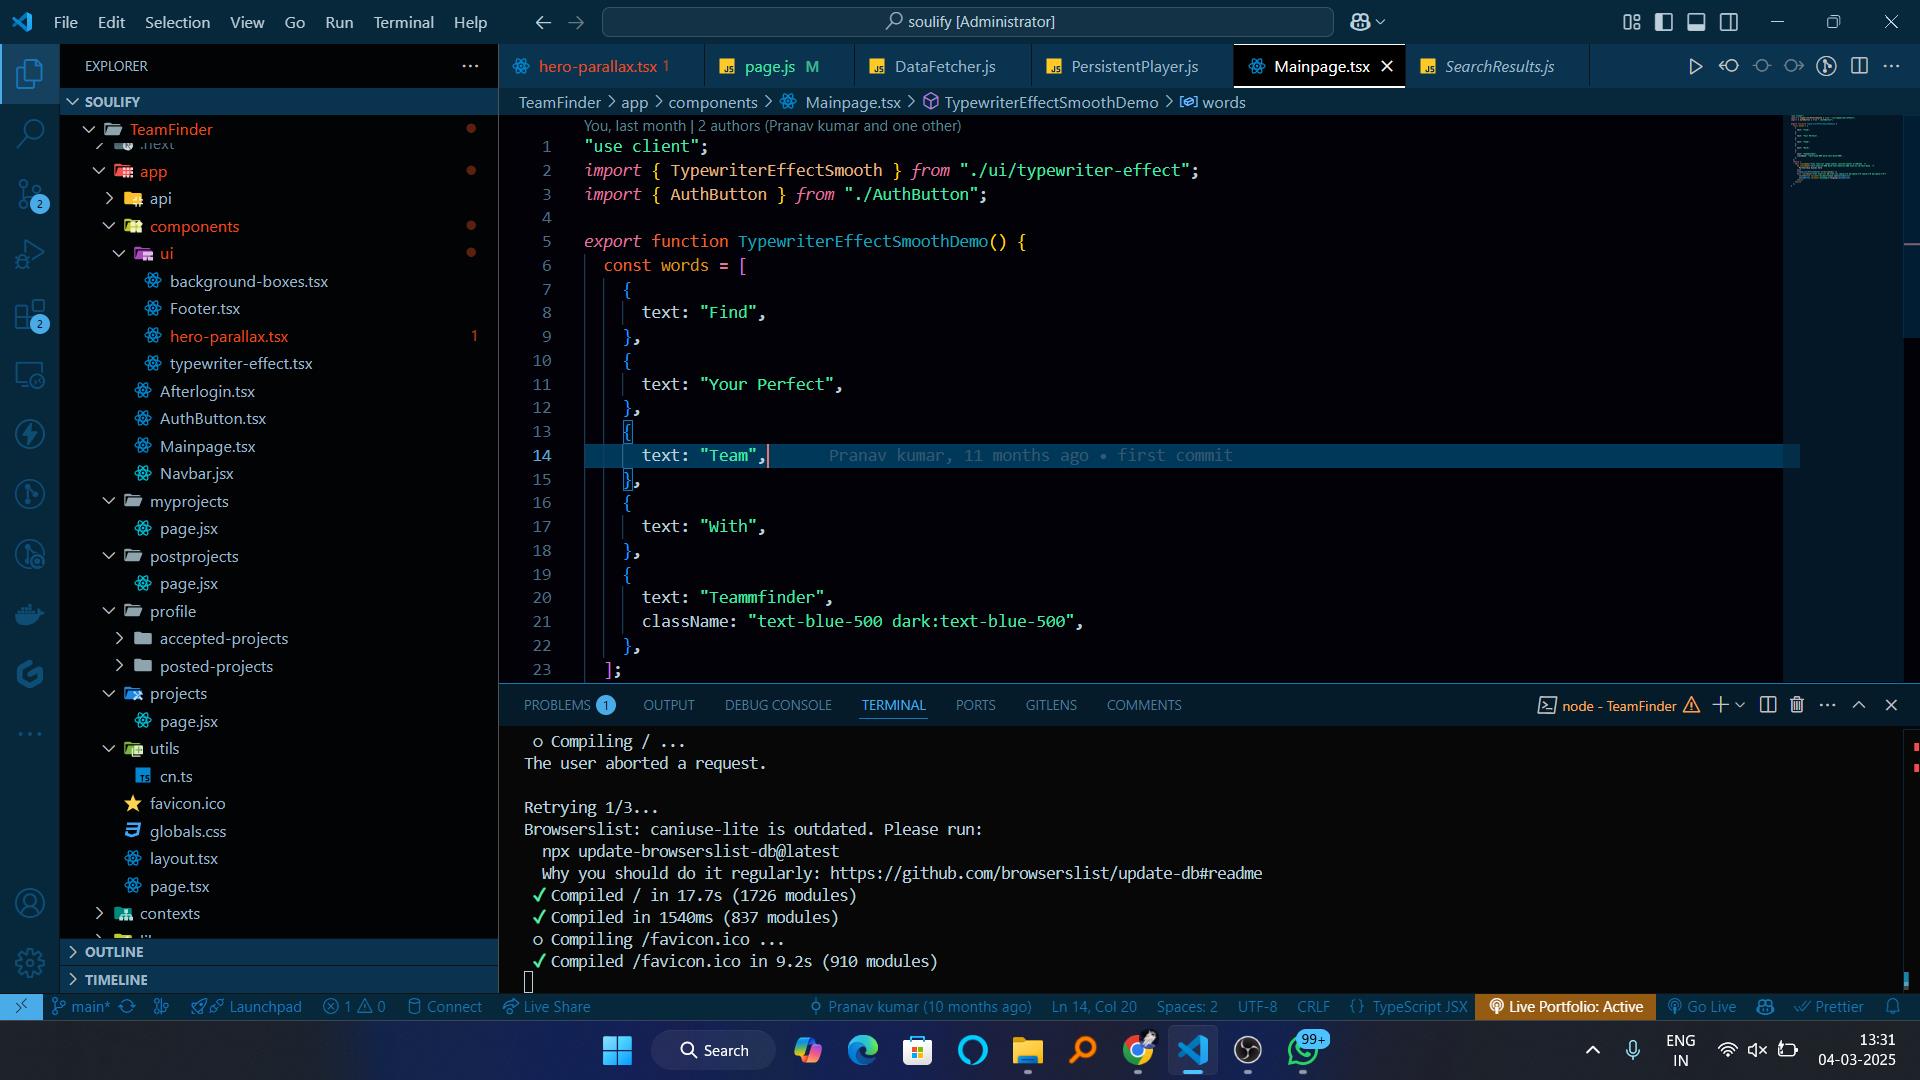 File Edit Selection View Go Run Terminal Help
soulify [Administrator]
EXPLORER
SOULIFY
TeamFinder
.next
app
api
components
ui
background-boxes.tsx
Footer.tsx
hero-parallax.tsx 1
typewriter-effect.tsx
Afterlogin.tsx
AuthButton.tsx
Mainpage.tsx
Navbar.jsx
myprojects
page.jsx
postprojects
page.jsx
profile
accepted-projects
posted-projects
projects
page.jsx
utils
cn.ts
favicon.ico
globals.css
layout.tsx
page.tsx
contexts
OUTLINE
TIMELINE
2
2
hero-parallax.tsx 1 page.js M DataFetcher.js PersistentPlayer.js Mainpage.tsx SearchResults.js
TeamFinder > app > components > Mainpage.tsx > TypewriterEffectSmoothDemo > words
You, last month | 2 authors (Pranav kumar and one other)
1 "use client";
2 import { TypewriterEffectSmooth } from "./ui/typewriter-effect";
3 import { AuthButton } from "./AuthButton";
4
5 export function TypewriterEffectSmoothDemo() {
6 const words = [
7 {
8 text: "Find",
9 },
10 {
11 text: "Your Perfect",
12 },
13 {
14 text: "Team", Pranav kumar, 11 months ago • first commit
15 },
16 {
17 text: "With",
18 },
19 {
20 text: "Teammfinder",
21 className: "text-blue-500 dark:text-blue-500",
22 },
23 ];
PROBLEMS 1 OUTPUT DEBUG CONSOLE TERMINAL PORTS GITLENS COMMENTS
node - TeamFinder
○ Compiling / ...
The user aborted a request.
Retrying 1/3...
Browserslist: caniuse-lite is outdated. Please run:
npx update-browserslist-db@latest
Why you should do it regularly: https://github.com/browserslist/update-db#readme
✓ Compiled / in 17.7s (1726 modules)
✓ Compiled in 1540ms (837 modules)
○ Compiling /favicon.ico ...
✓ Compiled /favicon.ico in 9.2s (910 modules)
main* Launchpad 1 0 Connect Live Share Pranav kumar (10 months ago) Ln 14, Col 20 Spaces: 2 UTF-8 CRLF {} TypeScript JSX Live Portfolio: Active Go Live Prettier
Search
99+
ENG
IN
13:31
04-03-2025